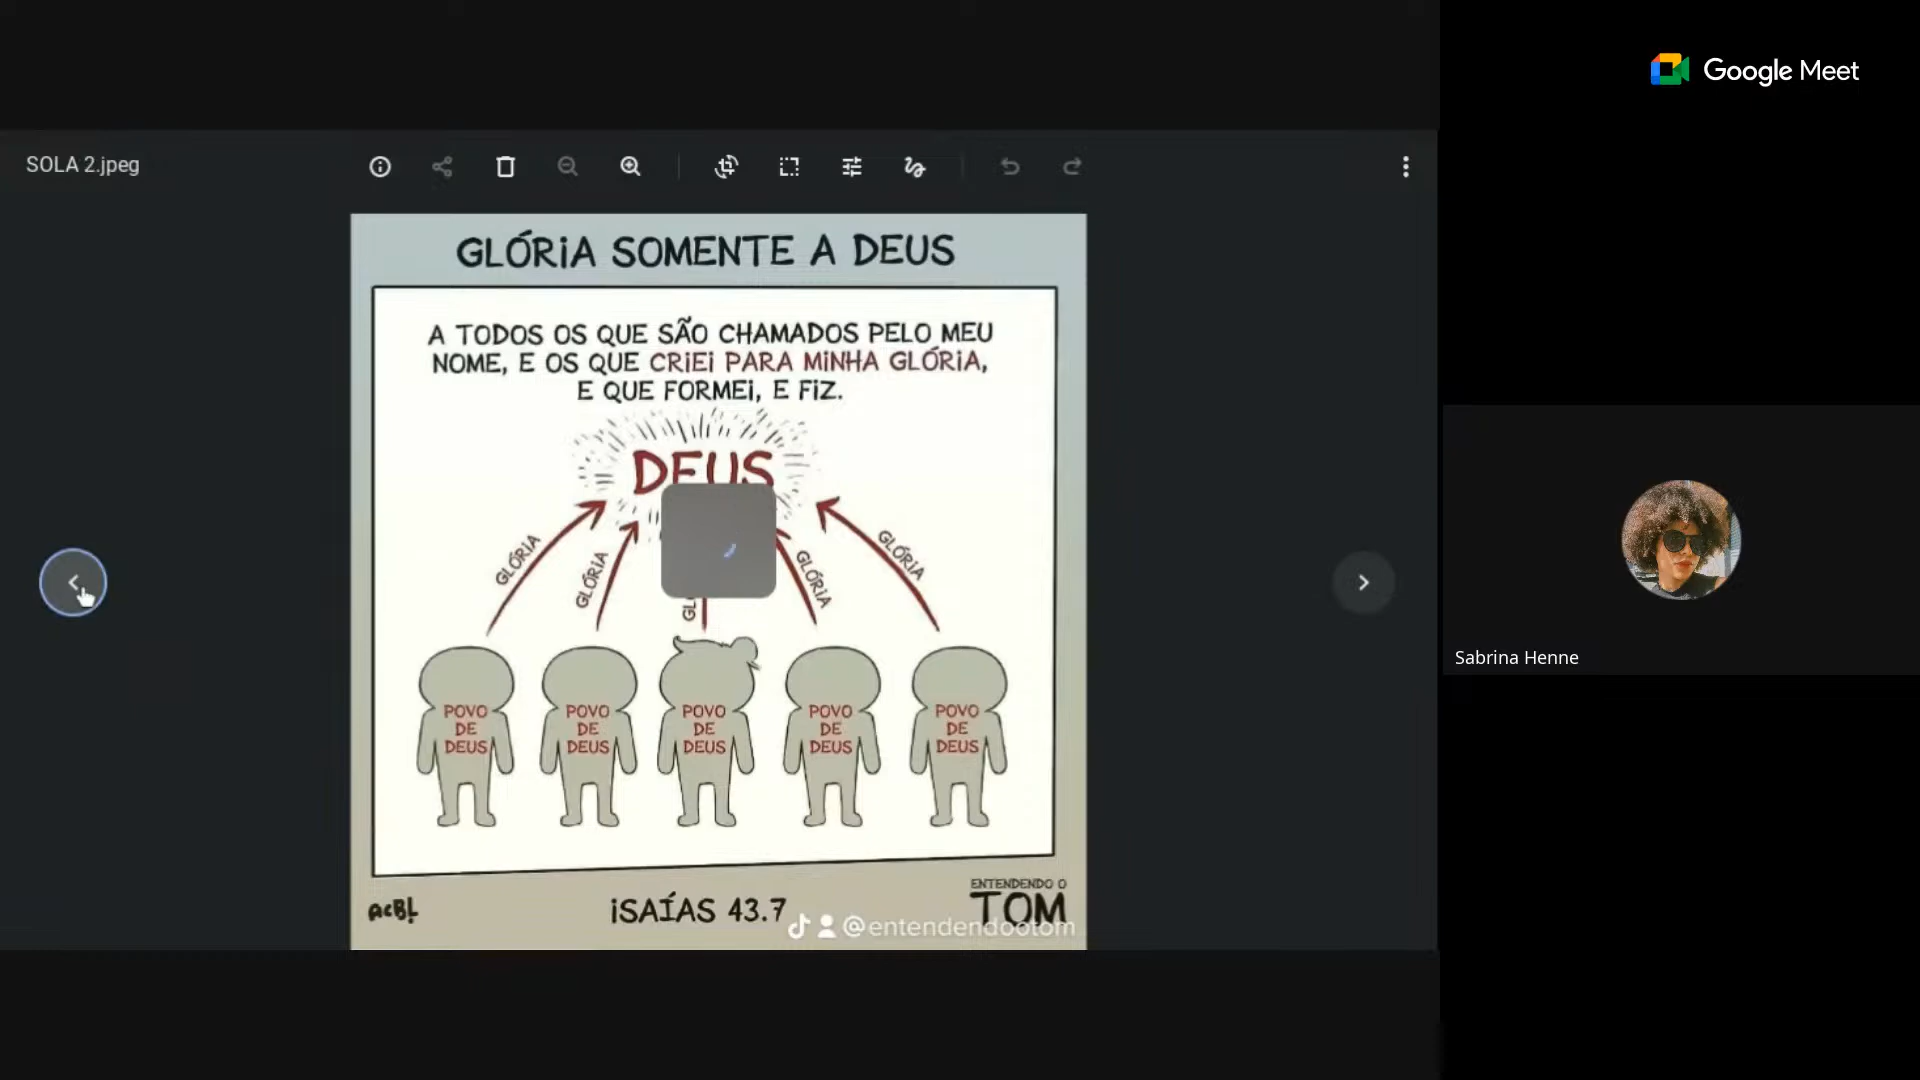 Google Meet
SOLA 2.jpeg
GLÓRiA SOMENTE A DEUS
A TODOS OS QUE SÃO CHAMADOS PELO MEU
NOME, E OS QUE CRiEi PARA MiNHA GLÓRiA,
E QUE FORMEi, E FiZ.
DEUS
GLÓRiA
GLÓRiA
GLÓRiA
GLÓRiA
POVO
DE
DEUS
POVO
DE
DEUS
POVO
DE
DEUS
POVO
DE
DEUS
POVO
DE
DEUS
Sabrina Henne
ACBL
iSAÍAS 43.7
ENTENDENDO O
TOM
@entendendootom